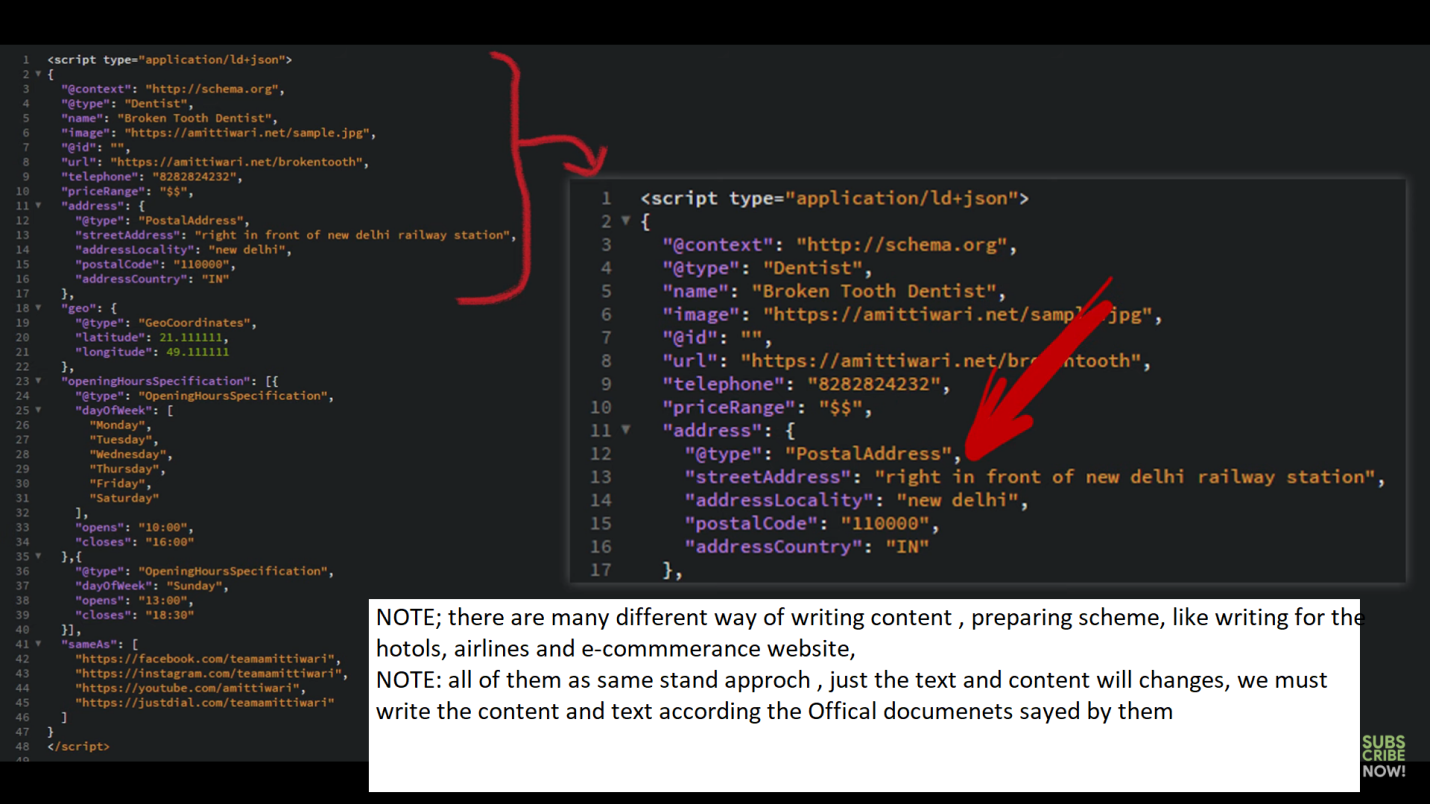 1 <script type="application/ld+json">
2 {
3 "@context": "http://schema.org",
4 "@type": "Dentist",
5 "name": "Broken Tooth Dentist",
6 "image": "https://amittiwari.net/sample.jpg",
7 "@id": "",
8 "url": "https://amittiwari.net/brokentooth",
9 "telephone": "8282824232",
10 "priceRange": "$$",
11 "address": {
12 "@type": "PostalAddress",
13 "streetAddress": "right in front of new delhi railway station",
14 "addressLocality": "new delhi",
15 "postalCode": "110000",
16 "addressCountry": "IN"
17 },
18 "geo": {
19 "@type": "GeoCoordinates",
20 "latitude": 21.111111,
21 "longitude": 49.111111
22 },
23 "openingHoursSpecification": [{
24 "@type": "OpeningHoursSpecification",
25 "dayOfWeek": [
26 "Monday",
27 "Tuesday",
28 "Wednesday",
29 "Thursday",
30 "Friday",
31 "Saturday"
32 ],
33 "opens": "10:00",
34 "closes": "16:00"
35 },{
36 "@type": "OpeningHoursSpecification",
37 "dayOfWeek": "Sunday",
38 "opens": "13:00",
39 "closes": "18:30"
40 }],
41 "sameAs": [
42 "https://facebook.com/teamamittiwari",
43 "https://instagram.com/teamamittiwari",
44 "https://youtube.com/amittiwari",
45 "https://justdial.com/teamamittiwari"
46 ]
47 }
48 </script>
1 <script type="application/ld+json">
2 {
3 "@context": "http://schema.org",
4 "@type": "Dentist",
5 "name": "Broken Tooth Dentist",
6 "image": "https://amittiwari.net/sample.jpg",
7 "@id": "",
8 "url": "https://amittiwari.net/brokentooth",
9 "telephone": "8282824232",
10 "priceRange": "$$",
11 "address": {
12 "@type": "PostalAddress",
13 "streetAddress": "right in front of new delhi railway station",
14 "addressLocality": "new delhi",
15 "postalCode": "110000",
16 "addressCountry": "IN"
17 },
NOTE; there are many different way of writing content , preparing scheme, like writing for the
hotols, airlines and e-commmerance website,
NOTE: all of them as same stand approch , just the text and content will changes, we must
write the content and text according the Offical documenets sayed by them
SUBS
CRIBE
NOW!